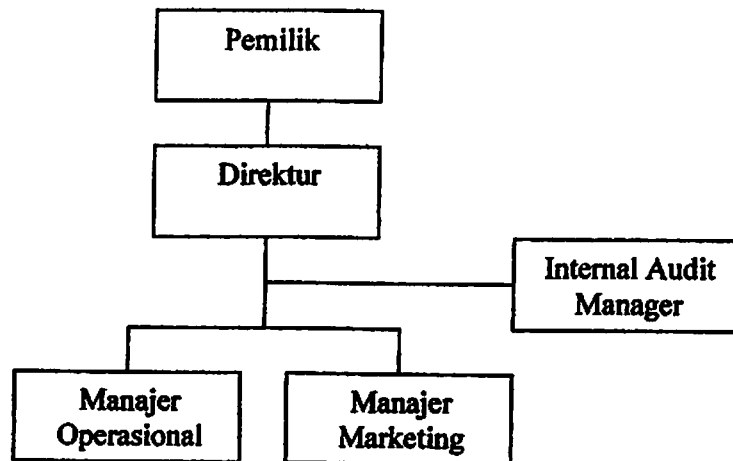 Pemilik
Direktur
Internal Audit
Manager
Manajer
Operasional
Manajer
Marketing